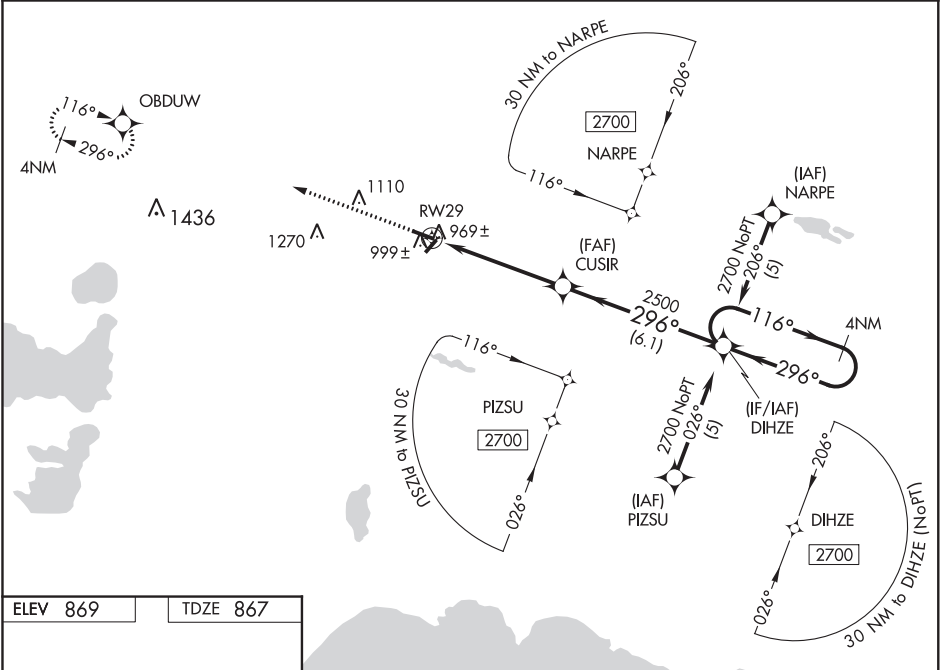 30 NM to NARPE
206°
2700
NARPE
116°
116°
OBDUW
296°
4NM
1436
1110
1270
RW29
969±
999±
(FAF)
CUSIR
(IAF)
NARPE
2700 NoPT
206°
(5)
2500
296°
(6.1)
116°
4NM
296°
(IF/IAF)
DIHZE
2700 NoPT
026°
(5)
(IAF)
PIZSU
116°
PIZSU
2700
30 NM to PIZSU
026°
206°
DIHZE
2700
026°
30 NM to DIHZE (NoPT)
ELEV 869
TDZE 867